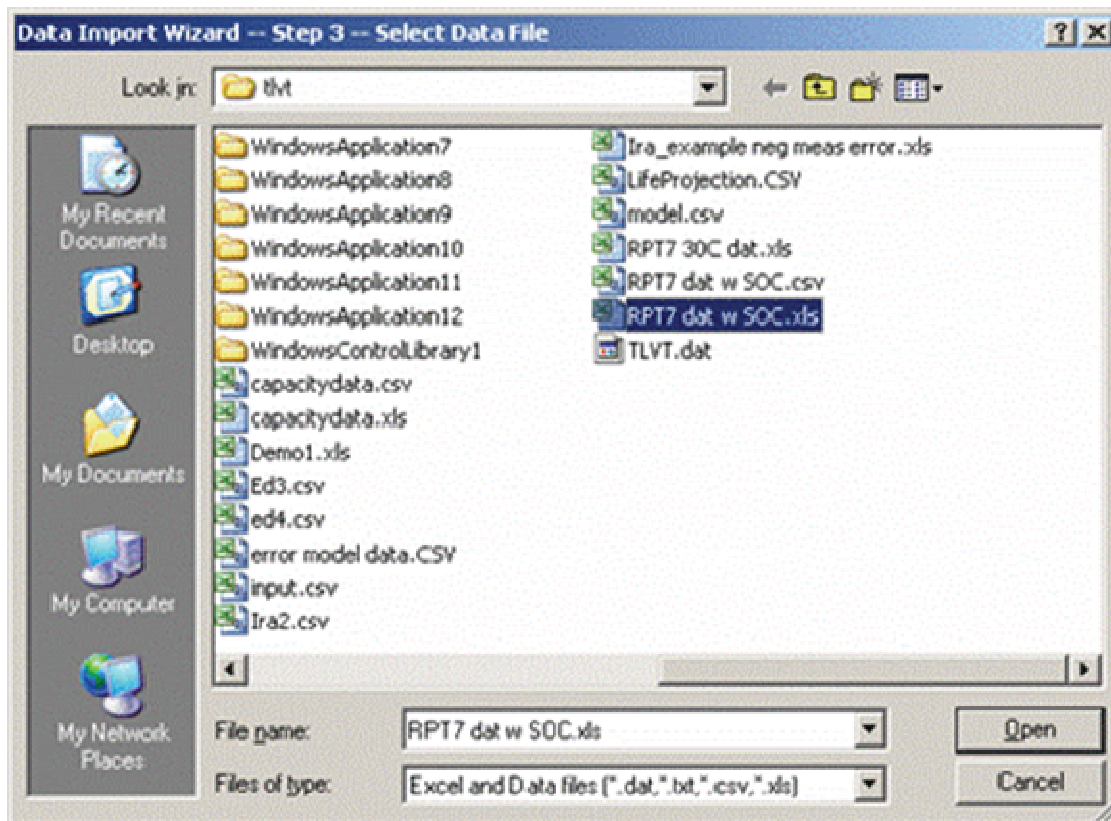 Data Import Wizard -- Step 3 -- Select Data File
Look in: tlvt
My Recent
Documents
Desktop
My Documents
My Computer
My Network
Places
WindowsApplication7
WindowsApplication8
WindowsApplication9
WindowsApplication10
WindowsApplication11
WindowsApplication12
WindowsControlLibrary1
capacitydata.csv
capacitydata.xls
Demo1.xls
Ed3.csv
ed4.csv
error model data.CSV
input.csv
Ira2.csv
Ira_example neg meas error.xls
LifeProjection.CSV
model.csv
RPT7 30C dat.xls
RPT7 dat w SOC.csv
RPT7 dat w SOC.xls
TLVT.dat
File name: RPT7 dat w SOC.xls Open
Files of type: Excel and Data files (*.dat,*.txt,*.csv,*.xls) Cancel